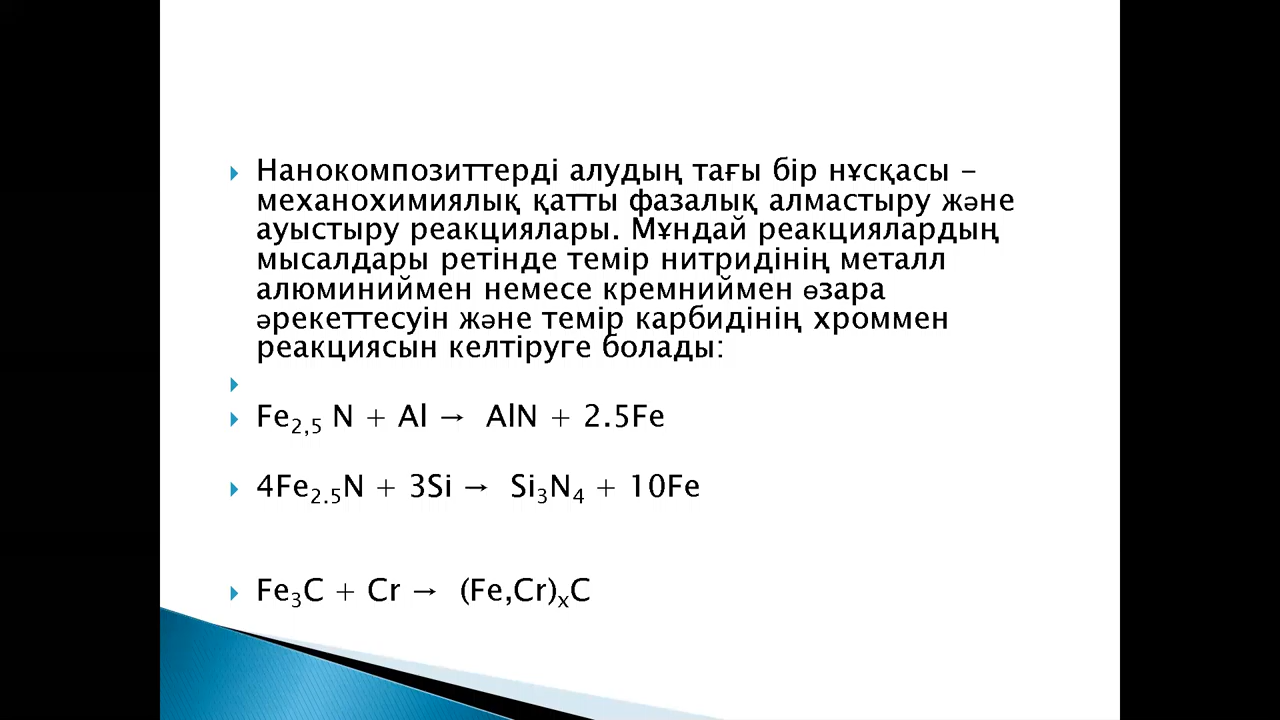 Нанокомпозиттерді алудың тағы бір нұсқасы –
механохимиялық қатты фазалық алмастыру және
ауыстыру реакциялары. Мұндай реакциялардың
мысалдары ретінде темір нитридінің металл
алюминиймен немесе кремниймен өзара
әрекеттесуін және темір карбидінің хроммен
реакциясын келтіруге болады:
Fe₂,₅ N + Al → AlN + 2.5Fe
4Fe₂.₅N + 3Si → Si₃N₄ + 10Fe
Fe₃C + Cr → (Fe,Cr)ₓC